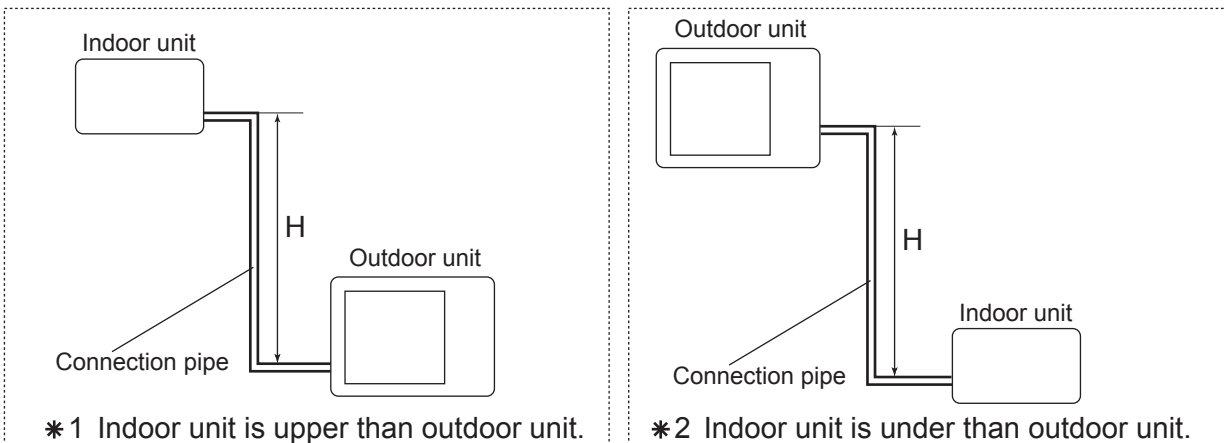 Indoor unit
H
Outdoor unit
Connection pipe
*1 Indoor unit is upper than outdoor unit.
Outdoor unit
H
Indoor unit
Connection pipe
*2 Indoor unit is under than outdoor unit.